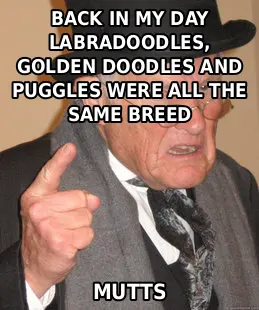 BACK IN MY DAY
LABRADOODLES,
GOLDEN DOODLES AND
PUGGLES WERE ALL THE
SAME BREED
MUTTS